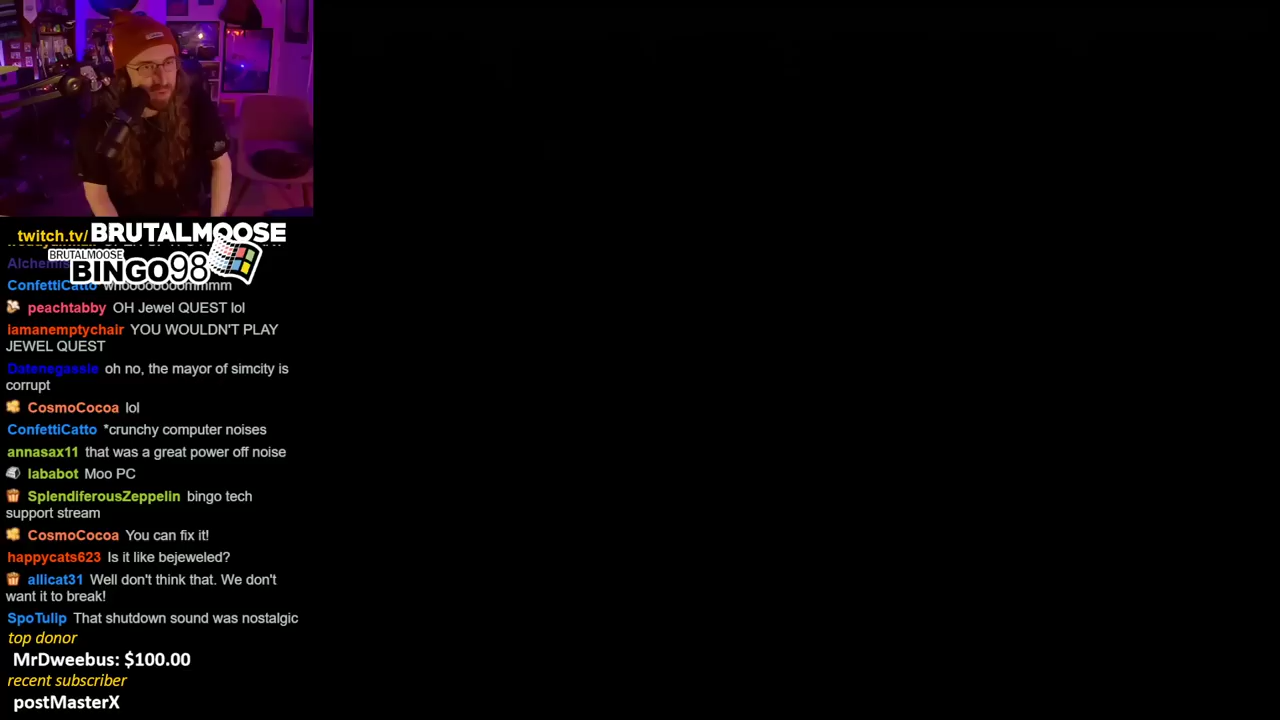 twitch.tv/BRUTALMOOSE
BRUTALMOOSE
BINGO98
Alchemis
ConfettiCatto whooooooommmm
peachtabby OH Jewel QUEST lol
iamanemptychair YOU WOULDN'T PLAY
JEWEL QUEST
Datenegassie oh no, the mayor of simcity is
corrupt
CosmoCocoa lol
ConfettiCatto *crunchy computer noises
annasax11 that was a great power off noise
lababot Moo PC
SplendiferousZeppelin bingo tech
support stream
CosmoCocoa You can fix it!
happycats623 Is it like bejeweled?
allicat31 Well don't think that. We don't
want it to break!
SpoTulip That shutdown sound was nostalgic
top donor
MrDweebus: $100.00
recent subscriber
postMasterX